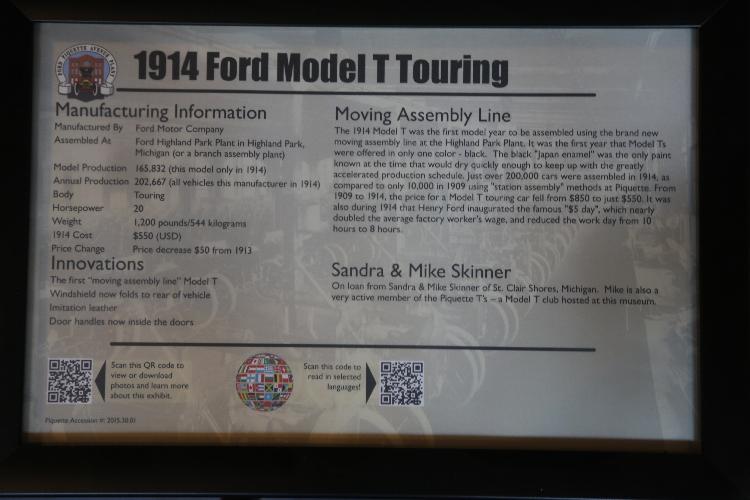 FORD PIQUETTE AVENUE PLANT
1914 Ford Model T Touring
Manufacturing Information
Manufactured By Ford Motor Company
Assembled At Ford Highland Park Plant in Highland Park,
Michigan (or a branch assembly plant)
Model Production 165,832 (this model only in 1914)
Annual Production 202,667 (all vehicles this manufacturer in 1914)
Body Touring
Horsepower 20
Weight 1,200 pounds/544 kilograms
1914 Cost $550 (USD)
Price Change Price decrease $50 from 1913
Innovations
The first "moving assembly line" Model T
Windshield now folds to rear of vehicle
Imitation leather
Door handles now inside the doors
Moving Assembly Line
The 1914 Model T was the first model year to be assembled using the brand new
moving assembly line at the Highland Park Plant. It was the first year that Model Ts
were offered in only one color - black. The black "Japan enamel" was the only paint
known at the time that would dry quickly enough to keep up with the greatly
accelerated production schedule. Just over 200,000 cars were assembled in 1914, as
compared to only 10,000 in 1909 using "station assembly" methods at Piquette. From
1909 to 1914, the price for a Model T touring car fell from $850 to just $550. It was
also during 1914 that Henry Ford inaugurated the famous "$5 day", which nearly
doubled the average factory worker's wage, and reduced the work day from 10
hours to 8 hours.
Sandra & Mike Skinner
On loan from Sandra & Mike Skinner of St. Clair Shores, Michigan. Mike is also a
very active member of the Piquette T's – a Model T club hosted at this museum.
Scan this QR code to
view or download
photos and learn more
about this exhibit.
Scan this code to
read in selected
languages!
Piquette Accession #: 2015.30.01